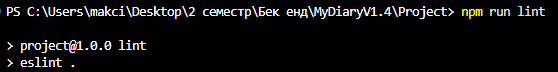 PS C:\Users\makci\Desktop\2 семестр\Бек енд\MyDiaryV1.4\Project> npm run lint
> project@1.0.0 lint
> eslint .